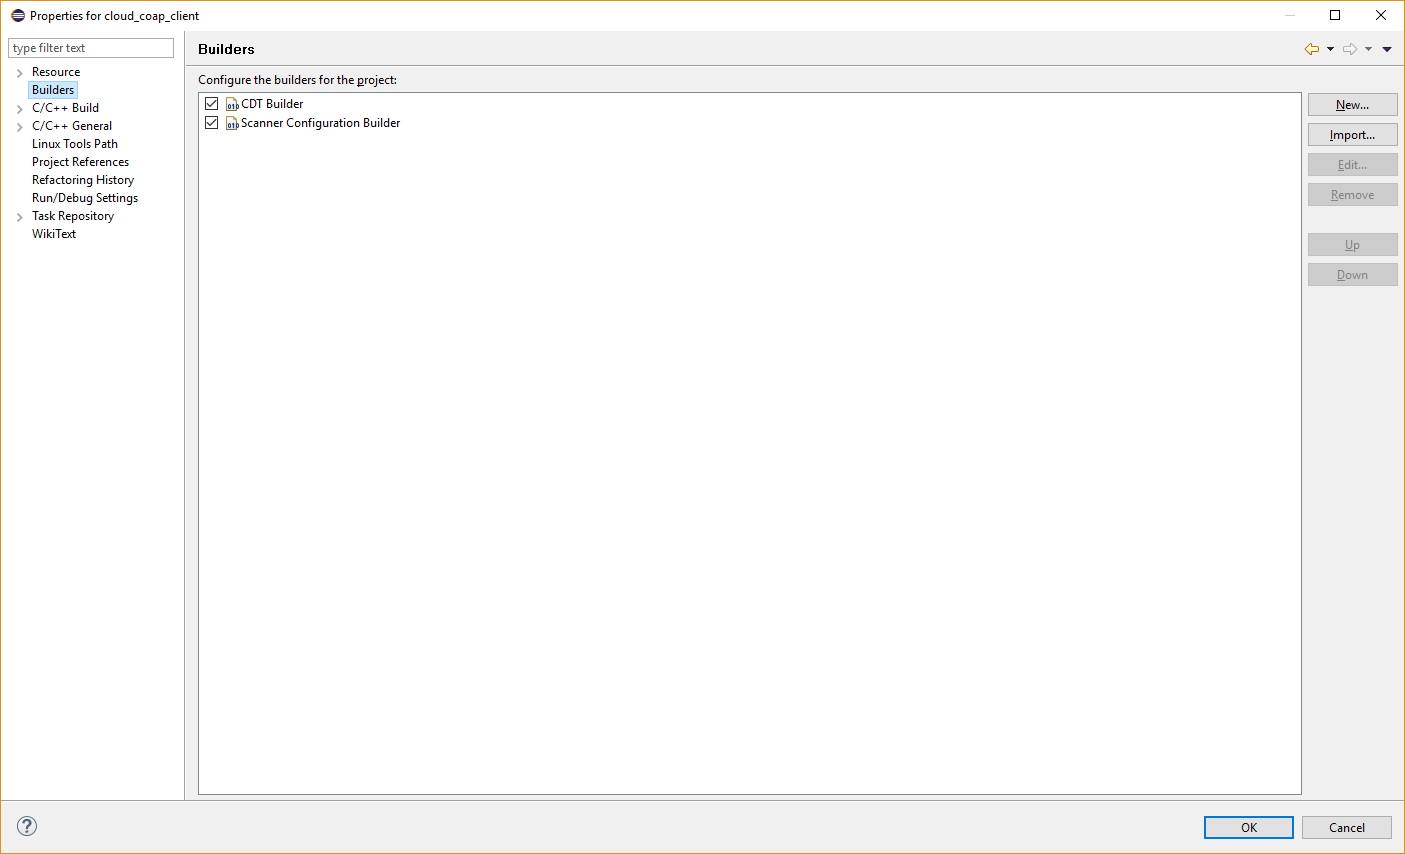 Properties for cloud_coap_client
type filter text
Resource
Builders
C/C++ Build
C/C++ General
Linux Tools Path
Project References
Refactoring History
Run/Debug Settings
Task Repository
WikiText
Builders
Configure the builders for the project:
CDT Builder
Scanner Configuration Builder
New...
Import...
Edit...
Remove
Up
Down
OK
Cancel